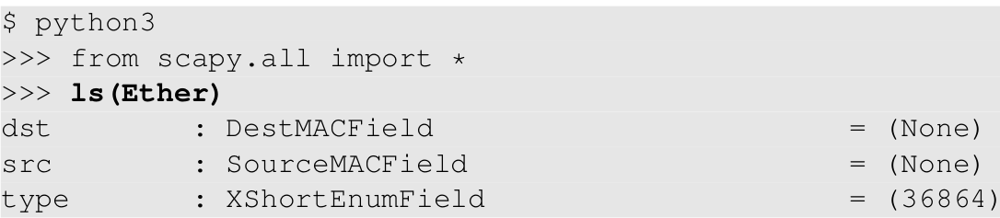 $ python3
>>> from scapy.all import *
>>> ls(Ether)
dst        : DestMACField                        = (None)
src        : SourceMACField                      = (None)
type       : XShortEnumField                     = (36864)